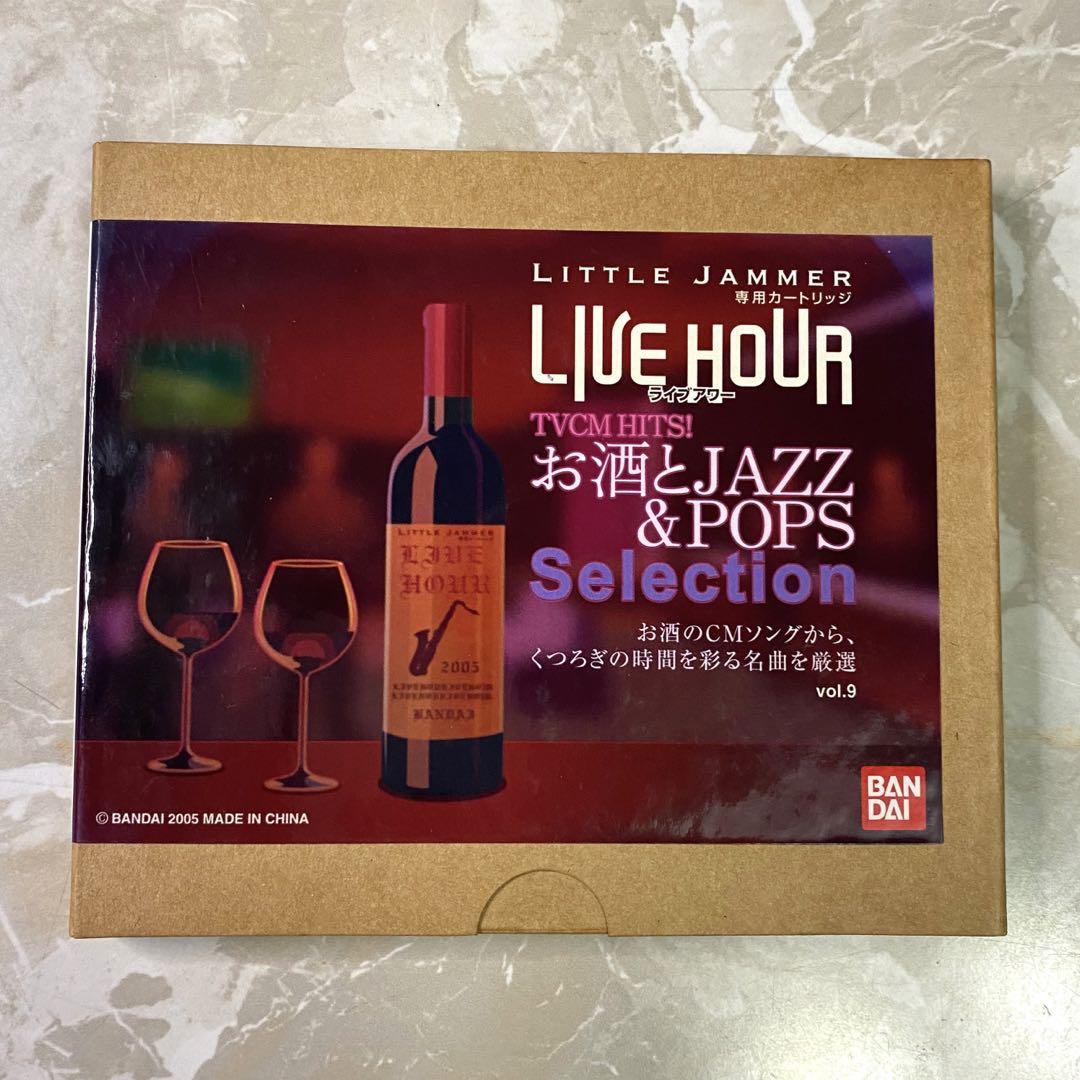 LITTLE JAMMER
専用カートリッジ
LIVE HOUR
ライブアワー
TVCM HITS!
お酒とJAZZ
&POPS
Selection
お酒のCMソングから、
くつろぎの時間を彩る名曲を厳選
vol.9
LITTLE JAMMER
LIVE
HOUR
2005
BANDAI
BAN
DAI
© BANDAI 2005 MADE IN CHINA